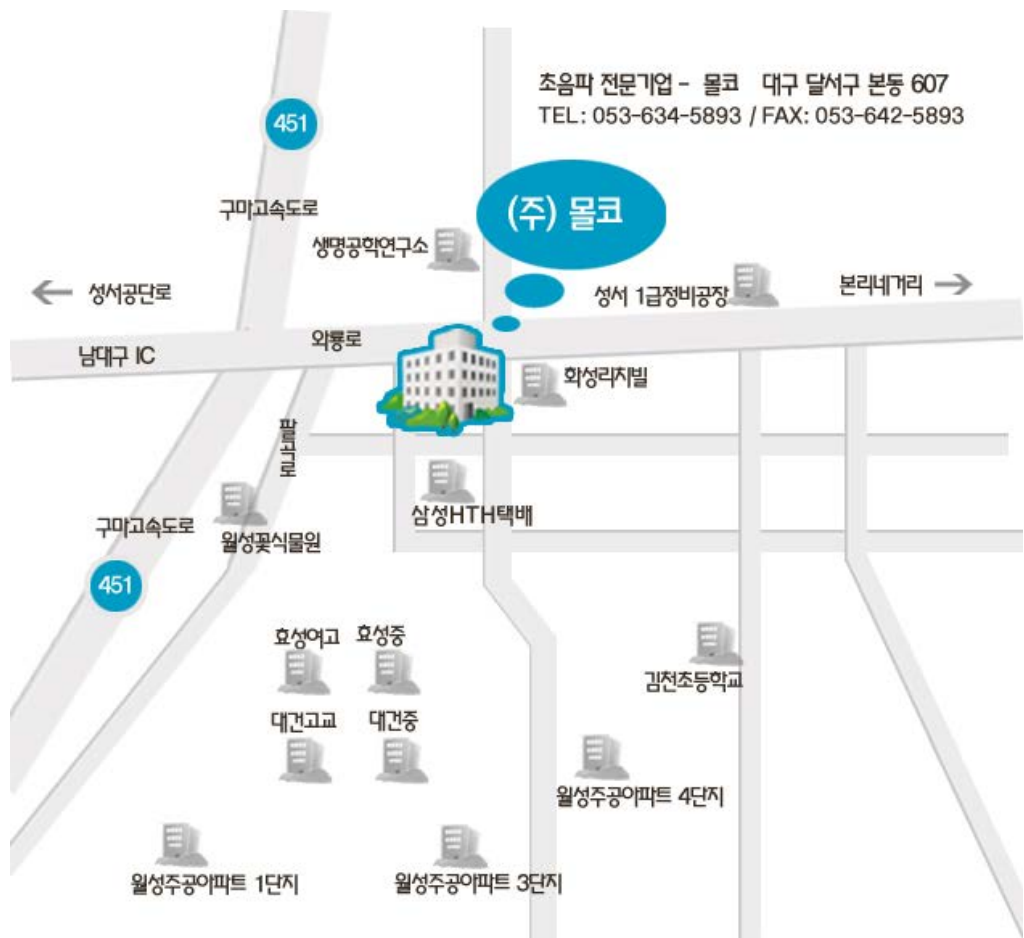 초음파 전문기업 - 몰코 대구 달서구 본동 607
TEL: 053-634-5893 / FAX: 053-642-5893
451
(주) 몰코
구마고속도로
생명공학연구소
성서공단로
성서 1급정비공장
본리네거리
와룡로
남대구 IC
화성리치빌
팔곡로
삼성HTH택배
구마고속도로
월성꽃식물원
451
효성여고
효성중
김천초등학교
대건고교
대건중
월성주공아파트 4단지
월성주공아파트 1단지
월성주공아파트 3단지